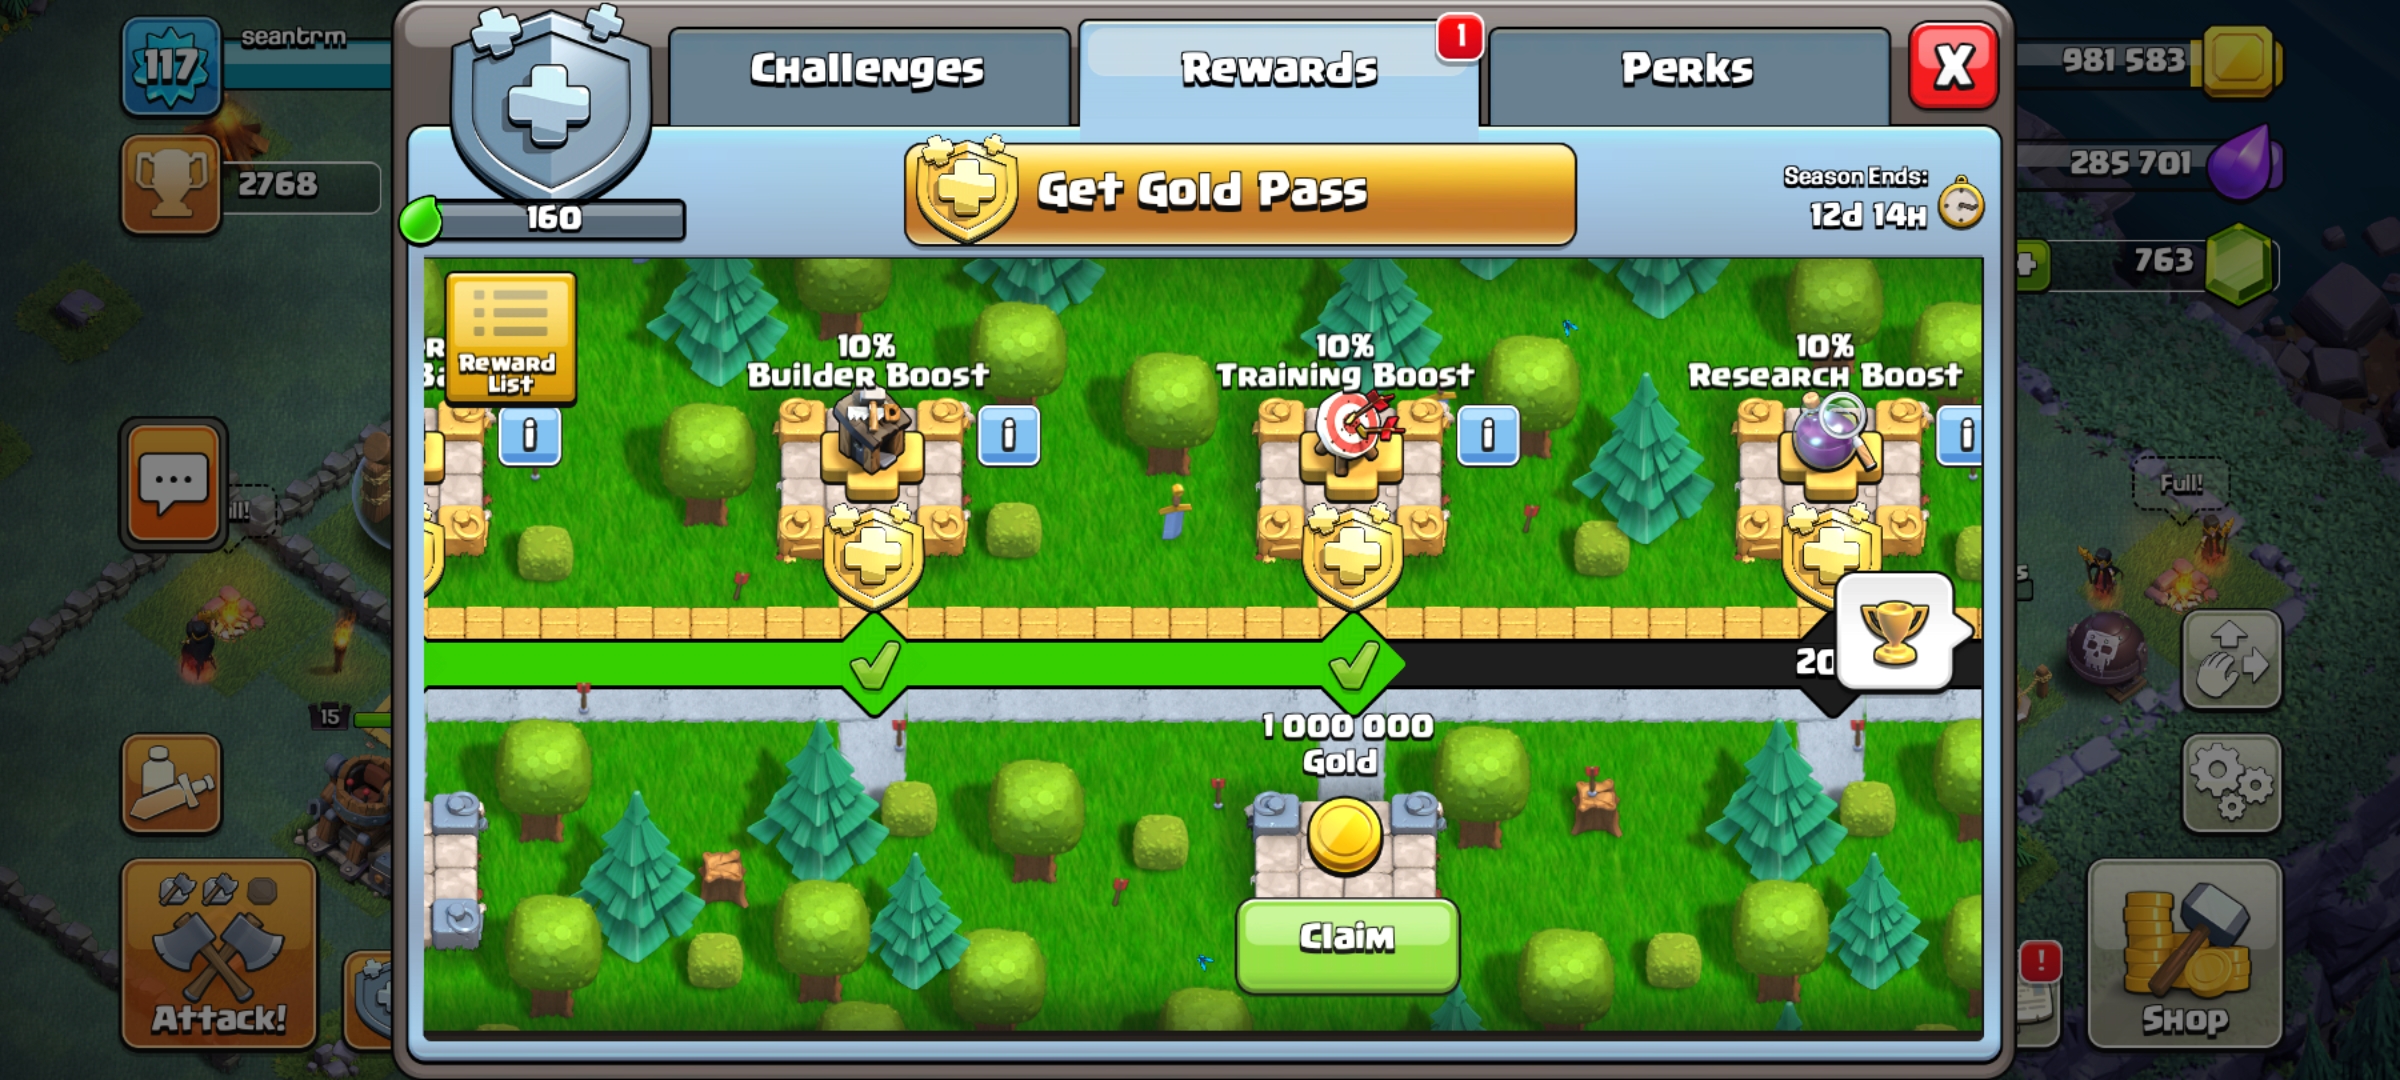 117
seantrm
2768
Challenges
Rewards
1
Perks
X
981 583
285 701
763
Get Gold Pass
Season Ends:
12d 14h
160
Reward
List
10%
Builder Boost
10%
Training Boost
10%
Research Boost
i
i
i
i
Full!
15
1 000 000
Gold
Claim
Attack!
!
Shop